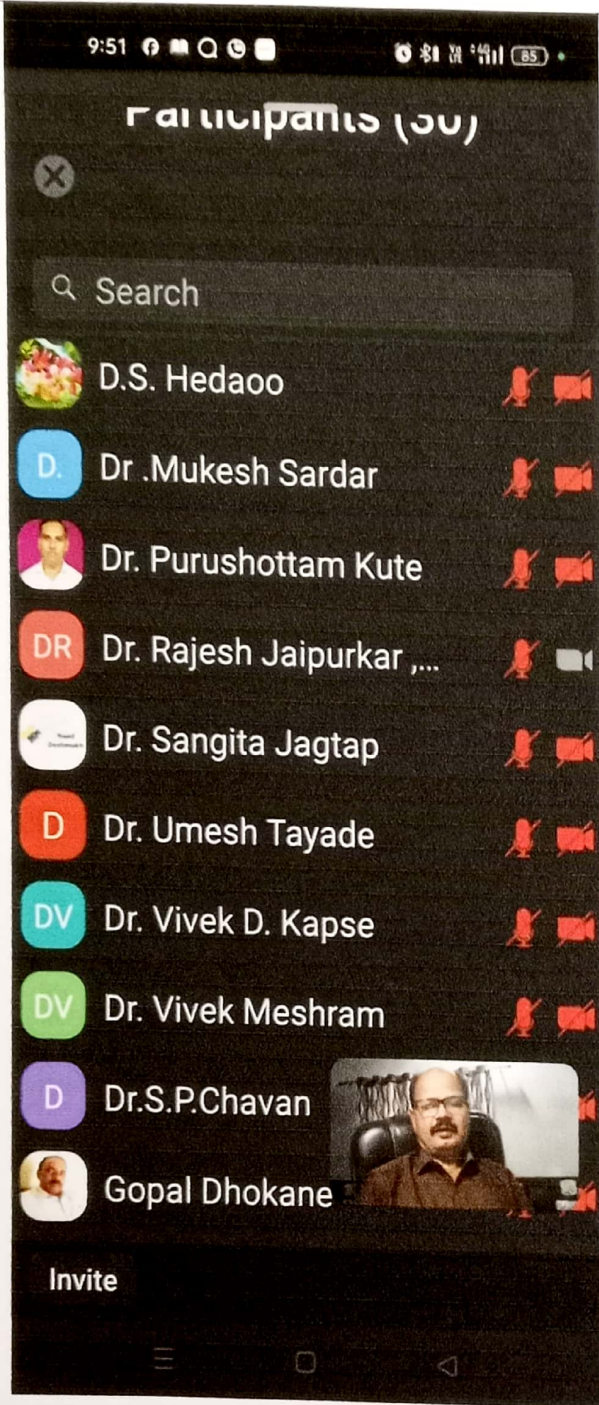 9:51
85
Participants (30)
Search
D.S. Hedaoo
D. Dr .Mukesh Sardar
Dr. Purushottam Kute
DR Dr. Rajesh Jaipurkar ,...
Dr. Sangita Jagtap
D Dr. Umesh Tayade
DV Dr. Vivek D. Kapse
DV Dr. Vivek Meshram
D Dr.S.P.Chavan
Gopal Dhokane
Invite